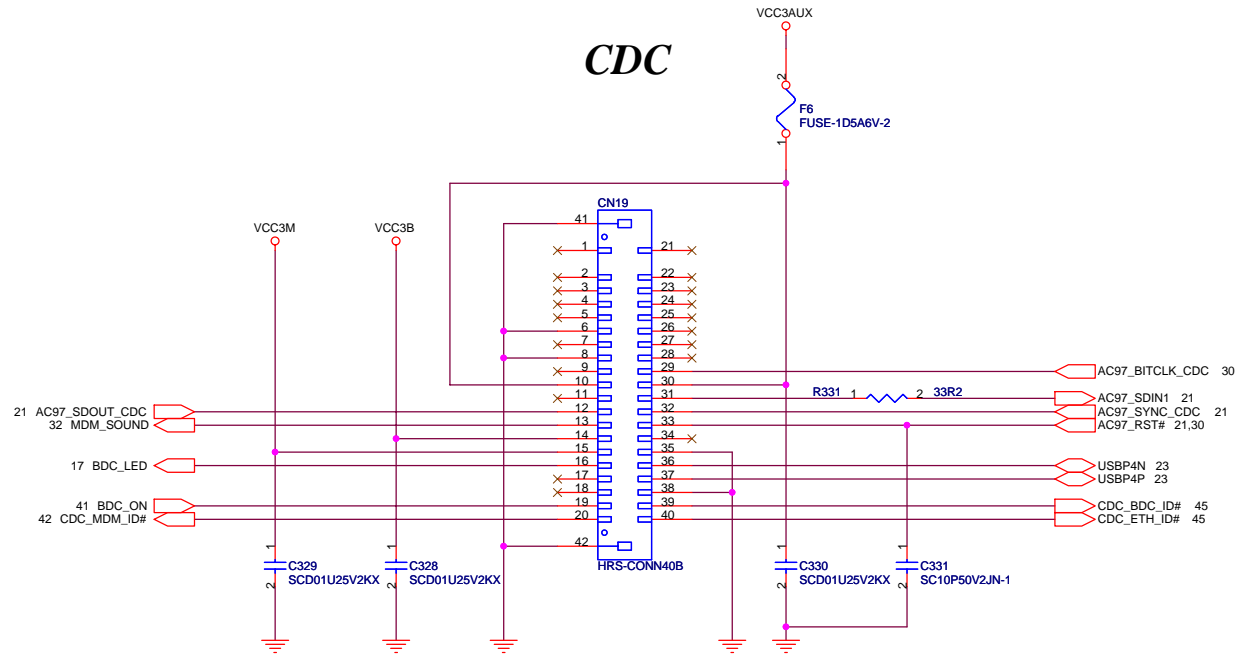 VCC3AUX
CDC
2
F6
FUSE-1D5A6V-2
1
CN19
VCC3M
VCC3B
41
1
21
2
22
3
23
4
24
5
25
6
26
7
27
8
28
9
29
AC97_BITCLK_CDC 30
10
30
11
31
R331 1
2 33R2
AC97_SDIN1 21
21 AC97_SDOUT_CDC
12
32
AC97_SYNC_CDC 21
32 MDM_SOUND
13
33
AC97_RST# 21,30
14
34
15
35
17 BDC_LED
16
36
USBP4N 23
17
37
USBP4P 23
18
38
41 BDC_ON
19
39
CDC_BDC_ID# 45
42 CDC_MDM_ID#
20
40
CDC_ETH_ID# 45
42
HRS-CONN40B
1
C329
SCD01U25V2KX
2
1
C328
SCD01U25V2KX
2
1
C330
SCD01U25V2KX
2
1
C331
SC10P50V2JN-1
2